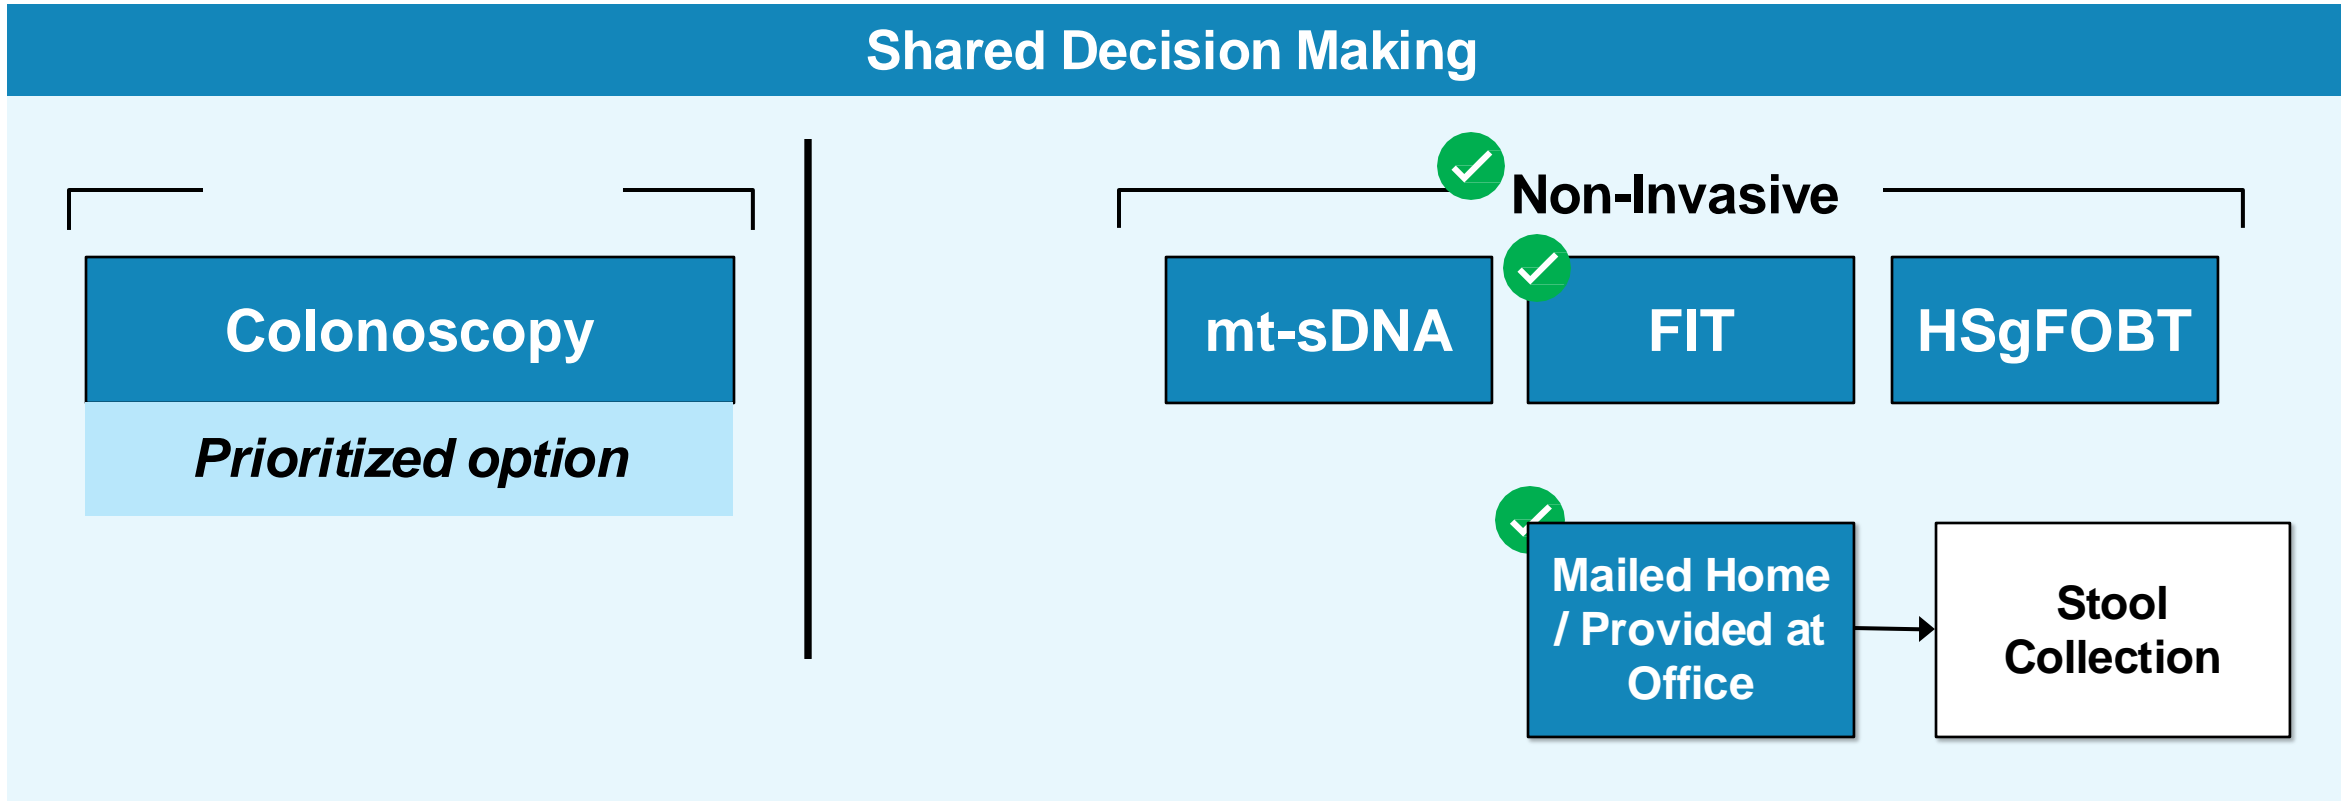 Shared Decision Making
Non-Invasive
Colonoscopy
Prioritized option
mt-sDNA
FIT
HSgFOBT
Mailed Home
/ Provided at
Office
Stool
Collection